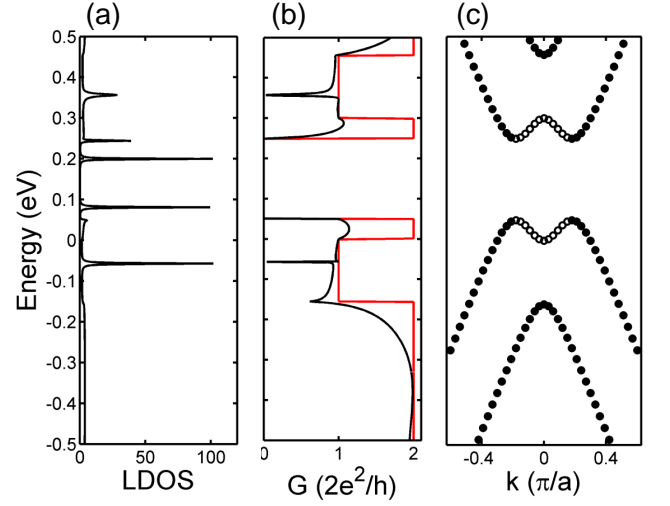 (a) (b) (c)
0.5
0.4
0.3
0.2
0.1
0
-0.1
-0.2
-0.3
-0.4
-0.5
Energy (eV)
0 50 100
LDOS
0 1 2
G (2e²/h)
-0.4 0 0.4
k (π/a)